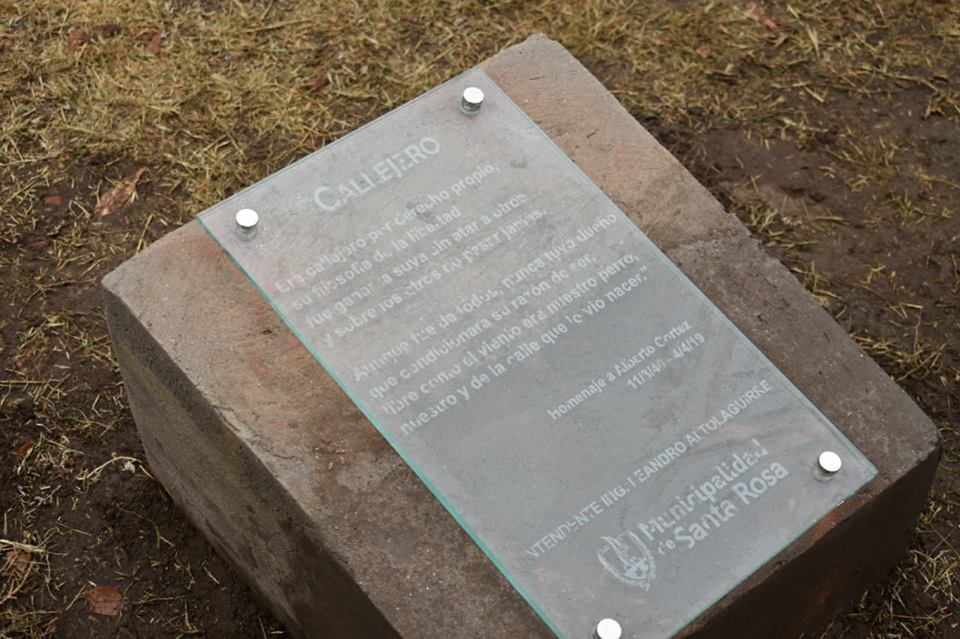 CALLEJERO
"Era callejero por derecho propio,
su filosofía de la libertad
fue ganar la suya sin atar a otros
y sobre los otros no pasar jamás.
Aunque fue de todos, nunca tuvo dueño
que condicionara su razón de ser,
libre como el viento era nuestro perro,
nuestro y de la calle que lo vio nacer."
Homenaje a Alberto Cortez
11/3/40 - 4/4/19
NTENDENTE ING. LEANDRO ALTOLAGUIRRE
Municipalidad
de Santa Rosa